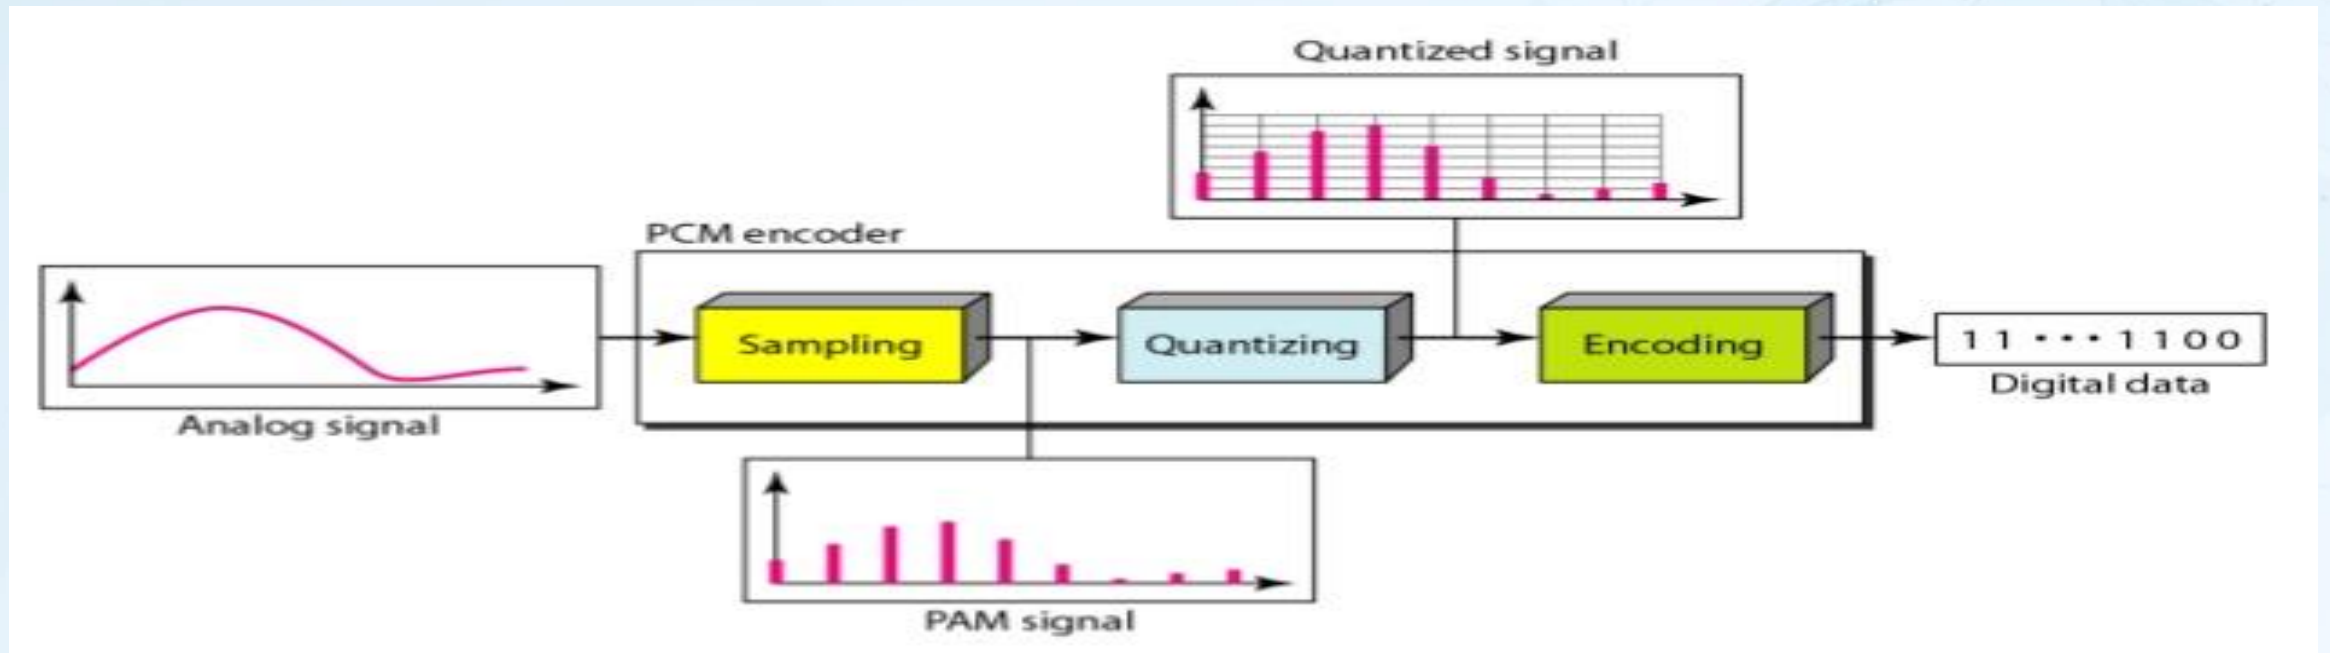 Quantized signal
PCM encoder
Analog signal
Sampling
Quantizing
Encoding
11···1100
Digital data
PAM signal